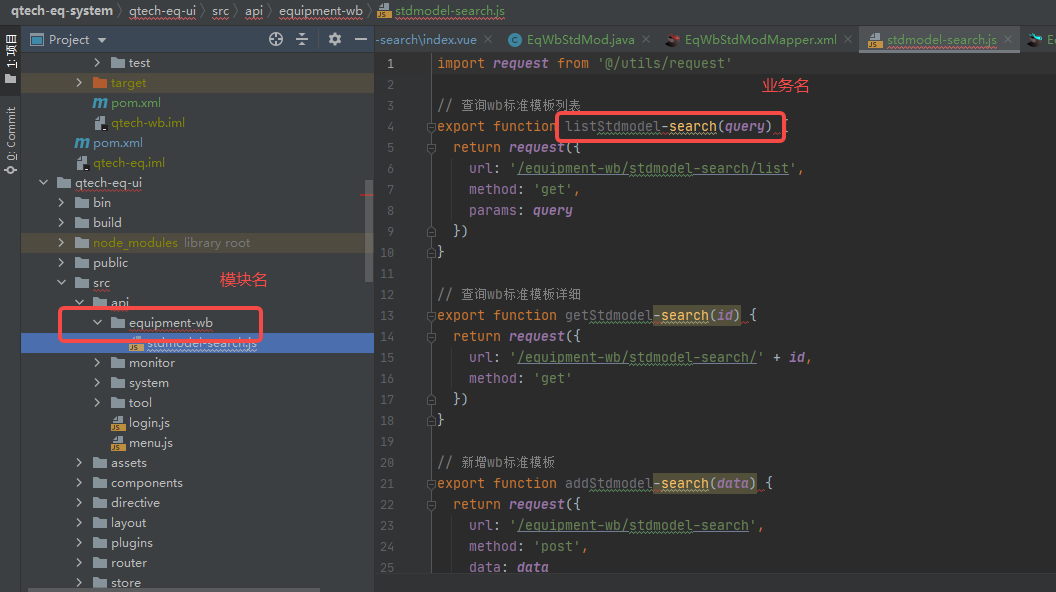 qtech-eq-system
qtech-eq-ui
src
api
equipment-wb
stdmodel-search.js
1: 项目
0: Commit
Project
-search\index.vue
EqWbStdMod.java
EqWbStdModMapper.xml
stdmodel-search.js
test
target
pom.xml
qtech-wb.iml
pom.xml
qtech-eq.iml
qtech-eq-ui
bin
build
node_modules library root
public
src
模块名
api
equipment-wb
stdmodel-search.js
monitor
system
tool
login.js
menu.js
assets
components
directive
layout
plugins
router
store
业务名
1 import request from '@/utils/request'
2
3 // 查询wb标准模板列表
4 export function listStdmodel-search(query) {
5 return request({
6 url: '/equipment-wb/stdmodel-search/list',
7 method: 'get',
8 params: query
9 })
10 }
11
12 // 查询wb标准模板详细
13 export function getStdmodel-search(id) {
14 return request({
15 url: '/equipment-wb/stdmodel-search/' + id,
16 method: 'get'
17 })
18 }
19
20 // 新增wb标准模板
21 export function addStdmodel-search(data) {
22 return request({
23 url: '/equipment-wb/stdmodel-search',
24 method: 'post',
25 data: data